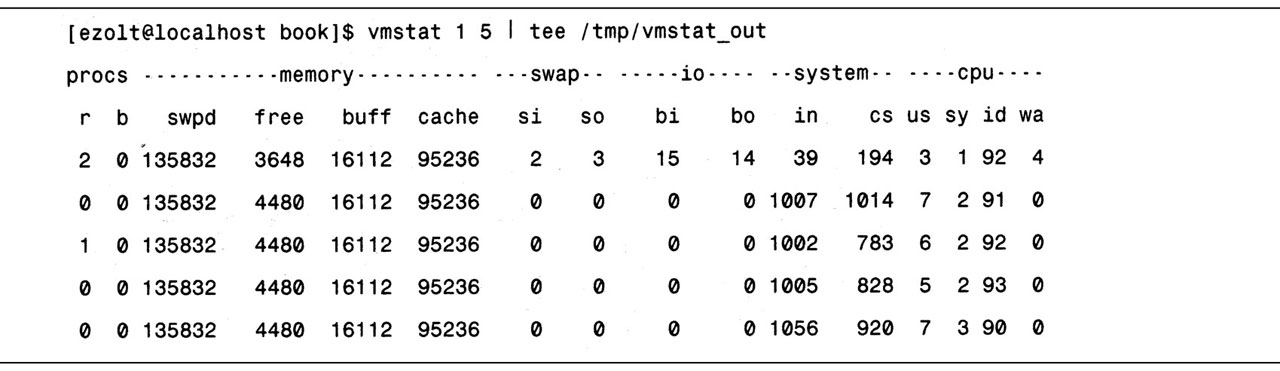 [ezolt@localhost book]$ vmstat 1 5 | tee /tmp/vmstat_out
procs -----------memory---------- ---swap-- -----io---- --system-- ----cpu----
r b swpd free buff cache si so bi bo in cs us sy id wa
2 0 135832 3648 16112 95236 2 3 15 14 39 194 3 1 92 4
0 0 135832 4480 16112 95236 0 0 0 0 1007 1014 7 2 91 0
1 0 135832 4480 16112 95236 0 0 0 0 1002 783 6 2 92 0
0 0 135832 4480 16112 95236 0 0 0 0 1005 828 5 2 93 0
0 0 135832 4480 16112 95236 0 0 0 0 1056 920 7 3 90 0